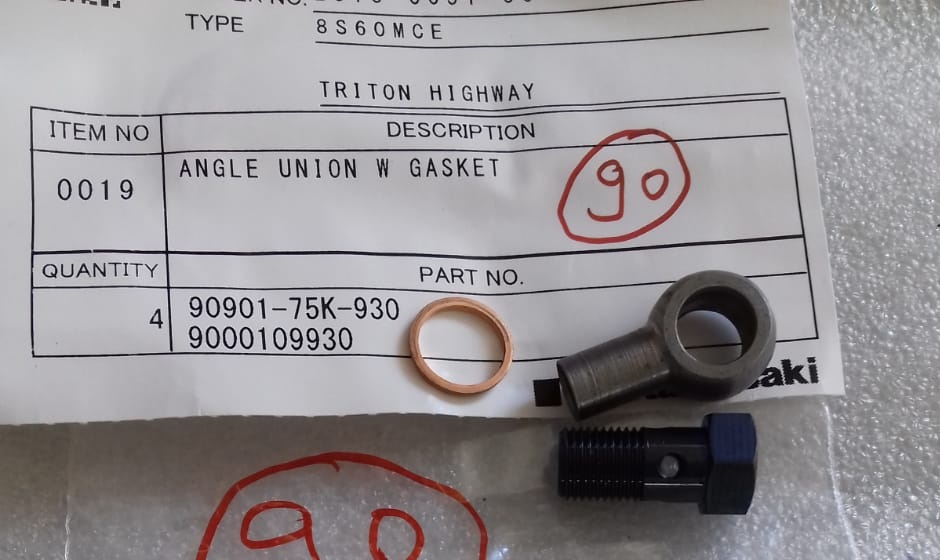 TYPE 8S60MCE
TRITON HIGHWAY
ITEM NO DESCRIPTION
0019 ANGLE UNION W GASKET 90
QUANTITY PART NO.
4 90901-75K-930
9000109930
90